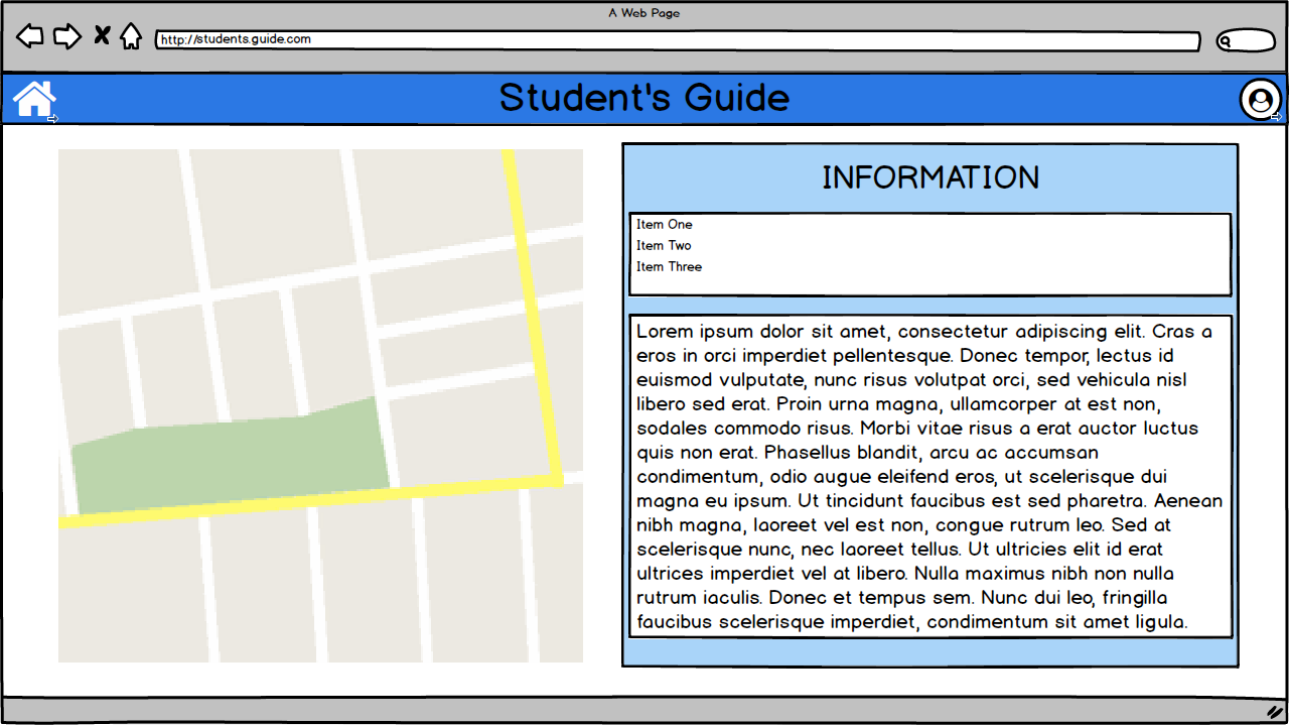 A Web Page
http://students.guide.com
Student's Guide
INFORMATION
Item One
Item Two
Item Three
Lorem ipsum dolor sit amet, consectetur adipiscing elit. Cras a
eros in orci imperdiet pellentesque. Donec tempor, lectus id
euismod vulputate, nunc risus volutpat orci, sed vehicula nisl
libero sed erat. Proin urna magna, ullamcorper at est non,
sodales commodo risus. Morbi vitae risus a erat auctor luctus
quis non erat. Phasellus blandit, arcu ac accumsan
condimentum, odio augue eleifend eros, ut scelerisque dui
magna eu ipsum. Ut tincidunt faucibus est sed pharetra. Aenean
nibh magna, laoreet vel est non, congue rutrum leo. Sed at
scelerisque nunc, nec laoreet tellus. Ut ultricies elit id erat
ultrices imperdiet vel at libero. Nulla maximus nibh non nulla
rutrum iaculis. Donec et tempus sem. Nunc dui leo, fringilla
faucibus scelerisque imperdiet, condimentum sit amet ligula.